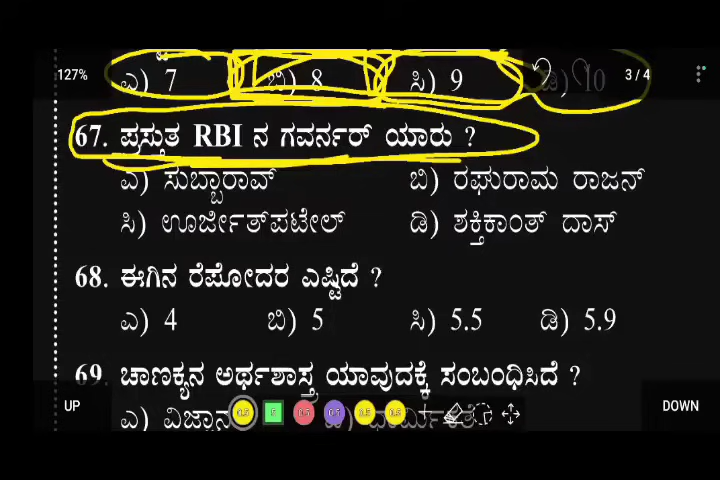 127% ಎ) 7 ಬಿ) 8 ಸಿ) 9 ಡಿ) 10 3/4
67. ಪ್ರಸ್ತುತ RBI ನ ಗವರ್ನರ್ ಯಾರು ?
ಎ) ಸುಬ್ಬಾರಾವ್ ಬಿ) ರಘುರಾಮ ರಾಜನ್
ಸಿ) ಊರ್ಜೀತ್‌ಪಟೇಲ್ ಡಿ) ಶಕ್ತಿಕಾಂತ್ ದಾಸ್
68. ಈಗಿನ ರೆಪೋದರ ಎಷ್ಟಿದೆ ?
ಎ) 4 ಬಿ) 5 ಸಿ) 5.5 ಡಿ) 5.9
69. ಚಾಣಕ್ಯನ ಅರ್ಥಶಾಸ್ತ್ರ ಯಾವುದಕ್ಕೆ ಸಂಬಂಧಿಸಿದೆ ?
UP DOWN
ಎ) ವಿಜ್ಞಾನ